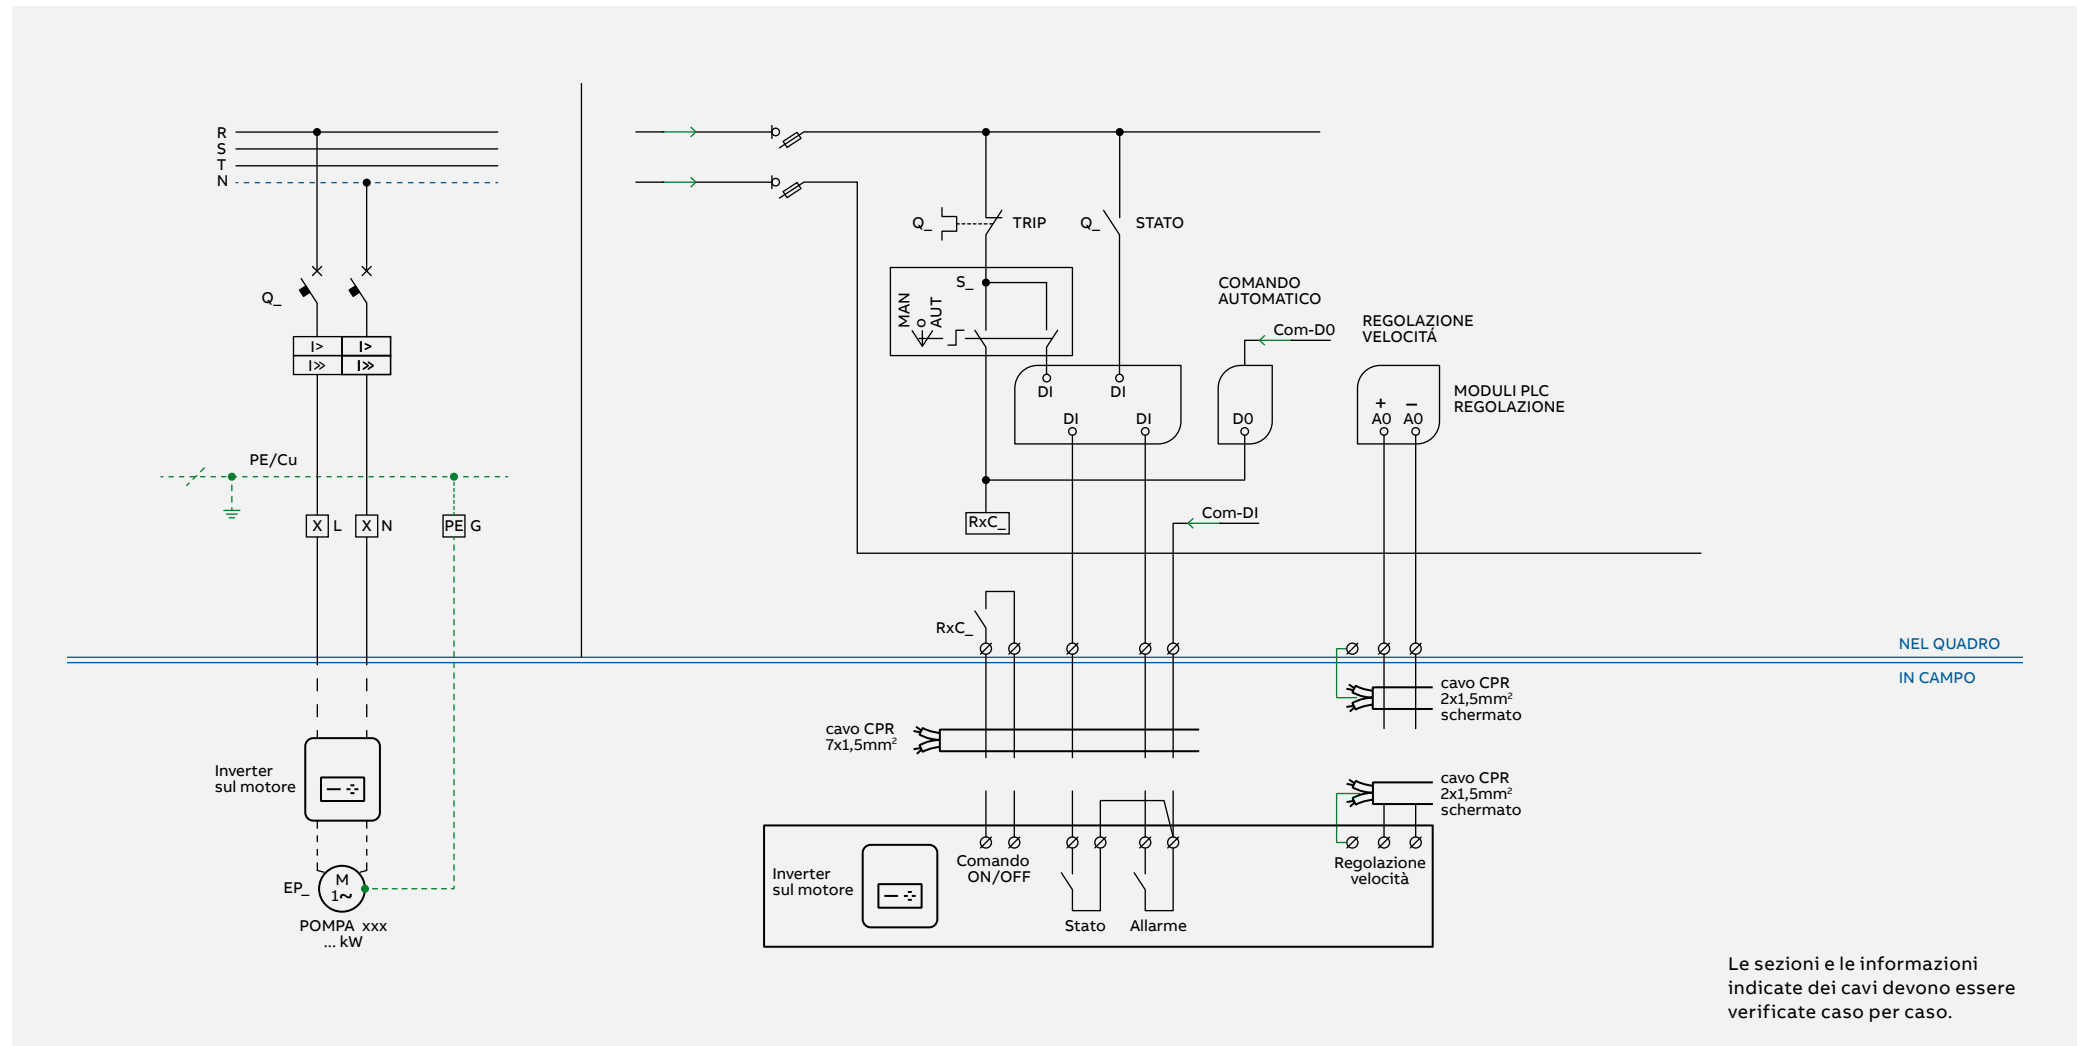 R
S
T
N
Q_
I>
I>
I≫
I≫
PE/Cu
X
L
X
N
PE
G
Inverter
sul motore
EP_
M
1~
POMPA xxx
... kW
Q_
TRIP
Q_
STATO
S_
MAN
O
AUT
COMANDO
AUTOMATICO
Com-D0
REGOLAZIONE
VELOCITÁ
MODULI PLC
REGOLAZIONE
DI
DI
DI
DI
D0
+
–
A0
A0
RxC_
Com-DI
RxC_
NEL QUADRO
IN CAMPO
cavo CPR
7x1,5mm²
cavo CPR
2x1,5mm²
schermato
cavo CPR
2x1,5mm²
schermato
Inverter
sul motore
Comando
ON/OFF
Stato
Allarme
Regolazione
velocità
Le sezioni e le informazioni
indicate dei cavi devono essere
verificate caso per caso.